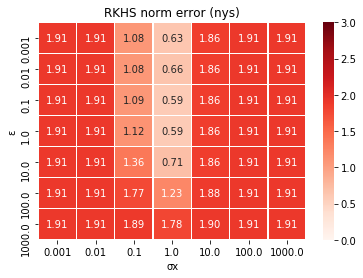 RKHS norm error (nys)
0.001 1.91 1.91 1.08 0.63 1.86 1.91 1.91
0.01 1.91 1.91 1.08 0.66 1.86 1.91 1.91
0.1 1.91 1.91 1.09 0.59 1.86 1.91 1.91
1.0 1.91 1.91 1.12 0.59 1.86 1.91 1.91
10.0 1.91 1.91 1.36 0.71 1.86 1.91 1.91
100.0 1.91 1.91 1.77 1.23 1.88 1.91 1.91
1000.0 1.91 1.91 1.89 1.78 1.90 1.91 1.91
0.001 0.01 0.1 1.0 10.0 100.0 1000.0
σx
ε
3.0
2.5
2.0
1.5
1.0
0.5
0.0